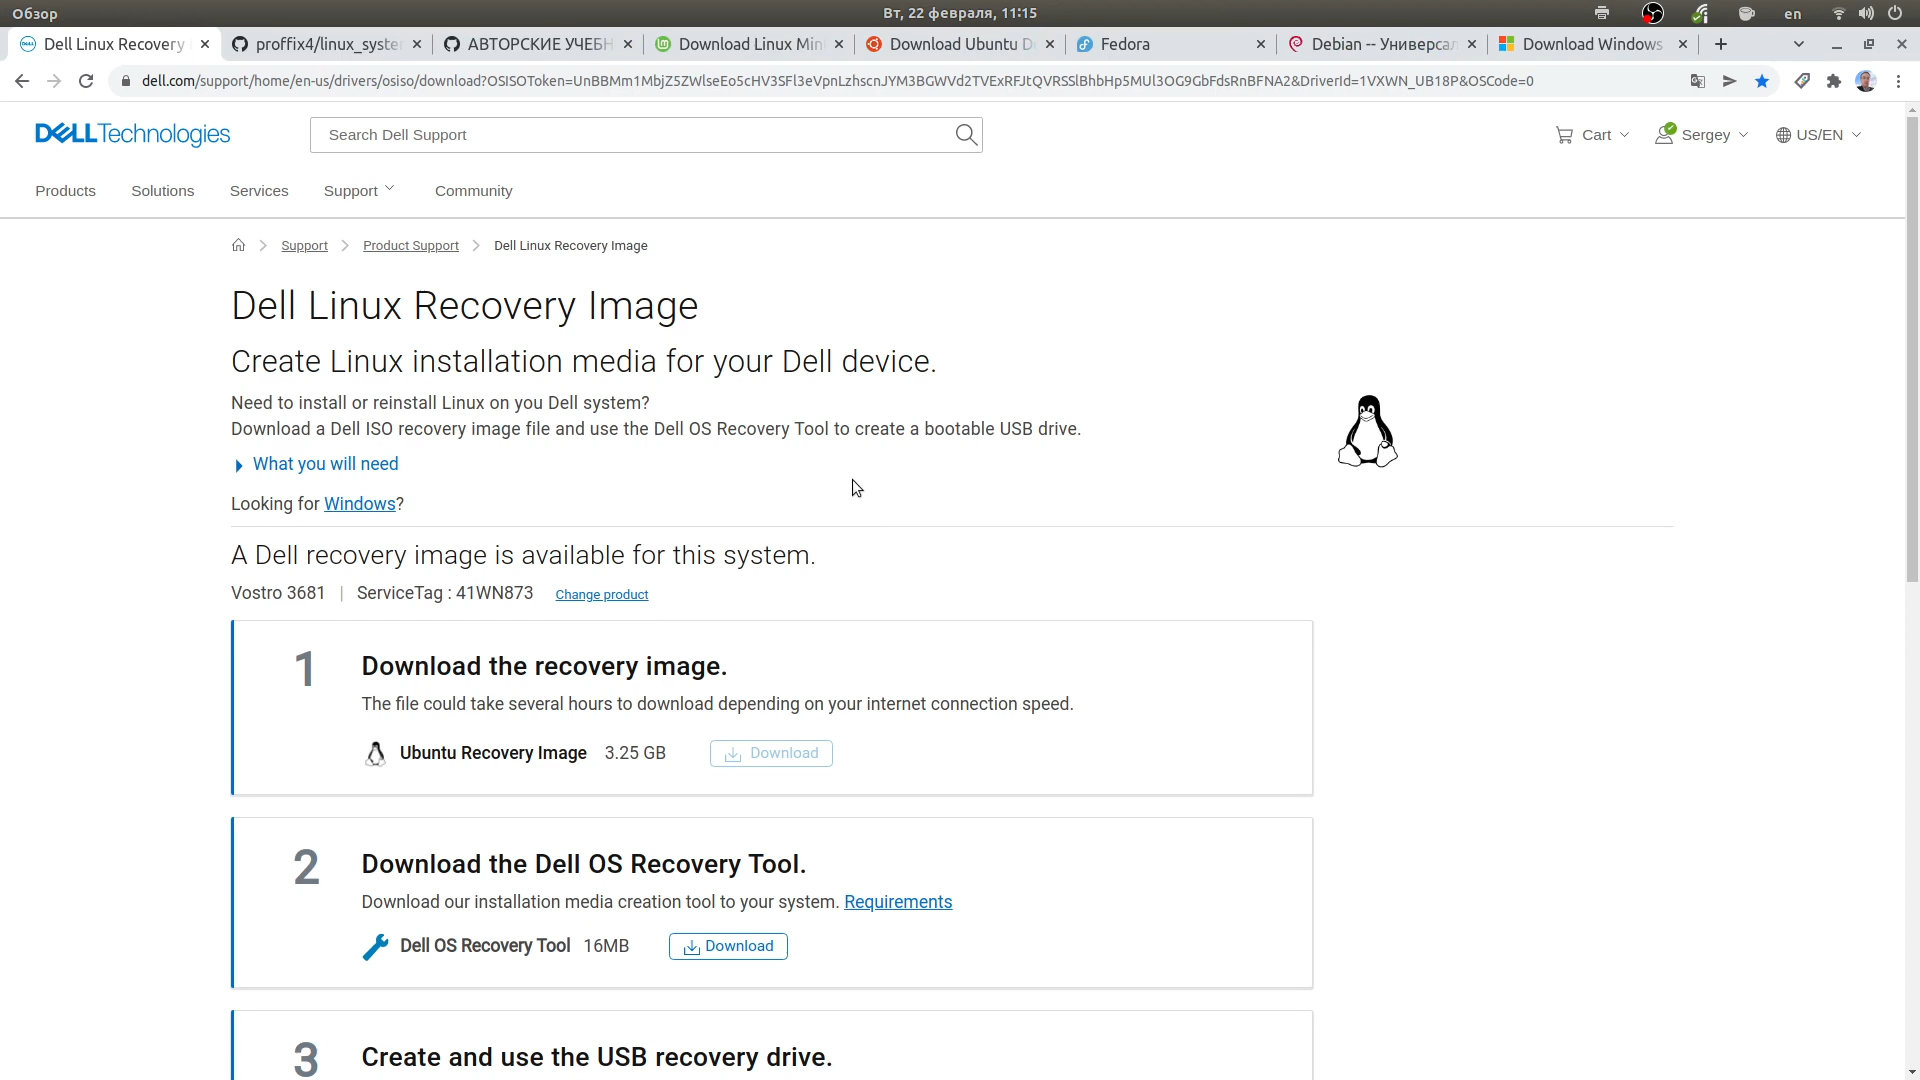 Обзор
Вт, 22 февраля, 11:15
en
Dell Linux Recovery
proffix4/linux_syste
АВТОРСКИЕ УЧЕБН
Download Linux Min
Download Ubuntu D
Fedora
Debian -- Универса
Download Windows
dell.com/support/home/en-us/drivers/osiso/download?OSISOToken=UnBBMm1MbjZ5ZWlseEo5cHV3SFl3eVpnLzhscnJYM3BGWVd2TVExRFJtQVRSSlBhbHp5MUl3OG9GbFdsRnBFNA2&DriverId=1VXWN_UB18P&OSCode=0
DELLTechnologies
Search Dell Support
Cart
Sergey
US/EN
Products
Solutions
Services
Support
Community
Support
Product Support
Dell Linux Recovery Image
Dell Linux Recovery Image
Create Linux installation media for your Dell device.
Need to install or reinstall Linux on you Dell system?
Download a Dell ISO recovery image file and use the Dell OS Recovery Tool to create a bootable USB drive.
What you will need
Looking for Windows?
A Dell recovery image is available for this system.
Vostro 3681 | ServiceTag : 41WN873 Change product
1
Download the recovery image.
The file could take several hours to download depending on your internet connection speed.
Ubuntu Recovery Image 3.25 GB Download
2
Download the Dell OS Recovery Tool.
Download our installation media creation tool to your system. Requirements
Dell OS Recovery Tool 16MB Download
3
Create and use the USB recovery drive.